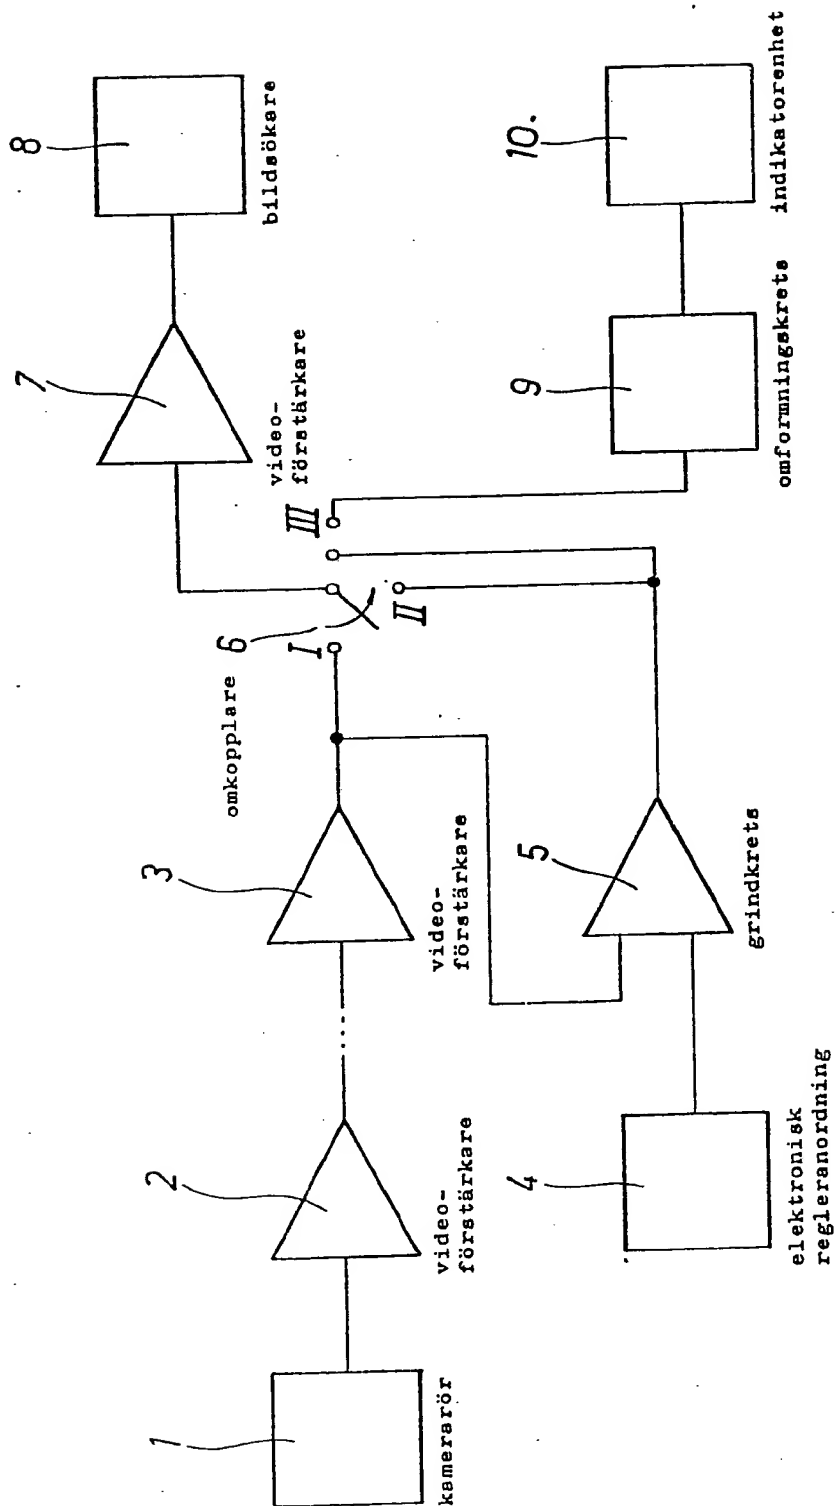 1
kamerarör
2
video-
förstärkare
3
video-
förstärkare
4
elektronisk
regleranordning
5
grindkrets
omkopplare
6
I
II
III
7
video-
förstärkare
8
bildsökare
9
omformningskrets
10.
indikatorenhet